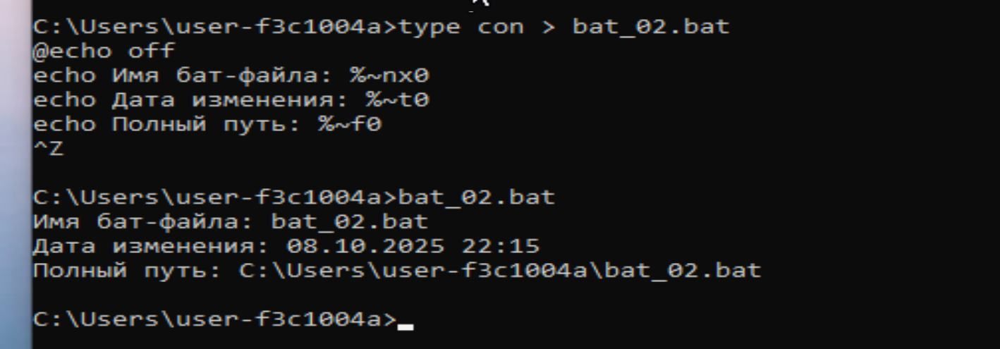 C:\Users\user-f3c1004a>type con > bat_02.bat
@echo off
echo Имя бат-файла: %~nx0
echo Дата изменения: %~t0
echo Полный путь: %~f0
^Z
C:\Users\user-f3c1004a>bat_02.bat
Имя бат-файла: bat_02.bat
Дата изменения: 08.10.2025 22:15
Полный путь: C:\Users\user-f3c1004a\bat_02.bat
C:\Users\user-f3c1004a>